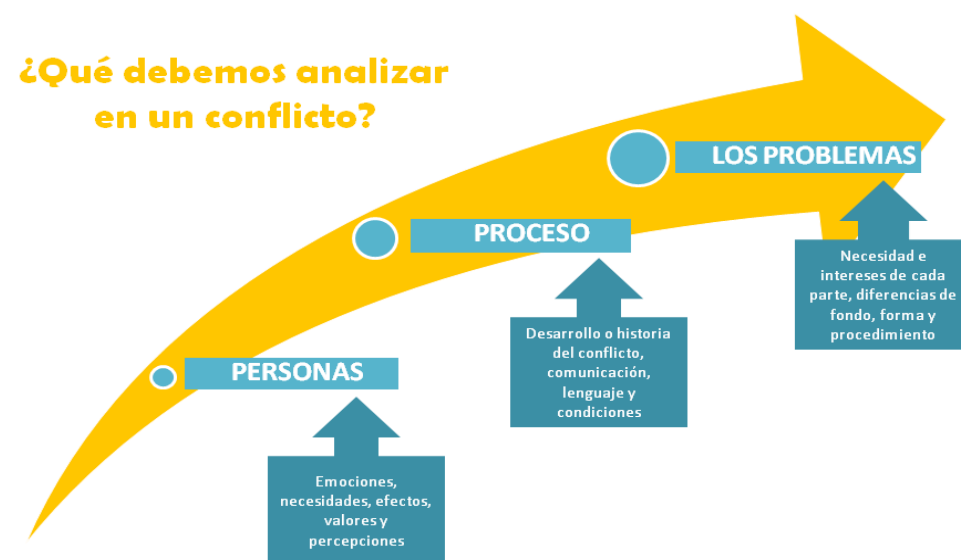 ¿Qué debemos analizar
en un conflicto?
LOS PROBLEMAS
Necesidad e
intereses de cada
parte, diferencias de
fondo, forma y
procedimiento
PROCESO
Desarrollo o historia
del conflicto,
comunicación,
lenguaje y
condiciones
PERSONAS
Emociones,
necesidades, efectos,
valores y
percepciones